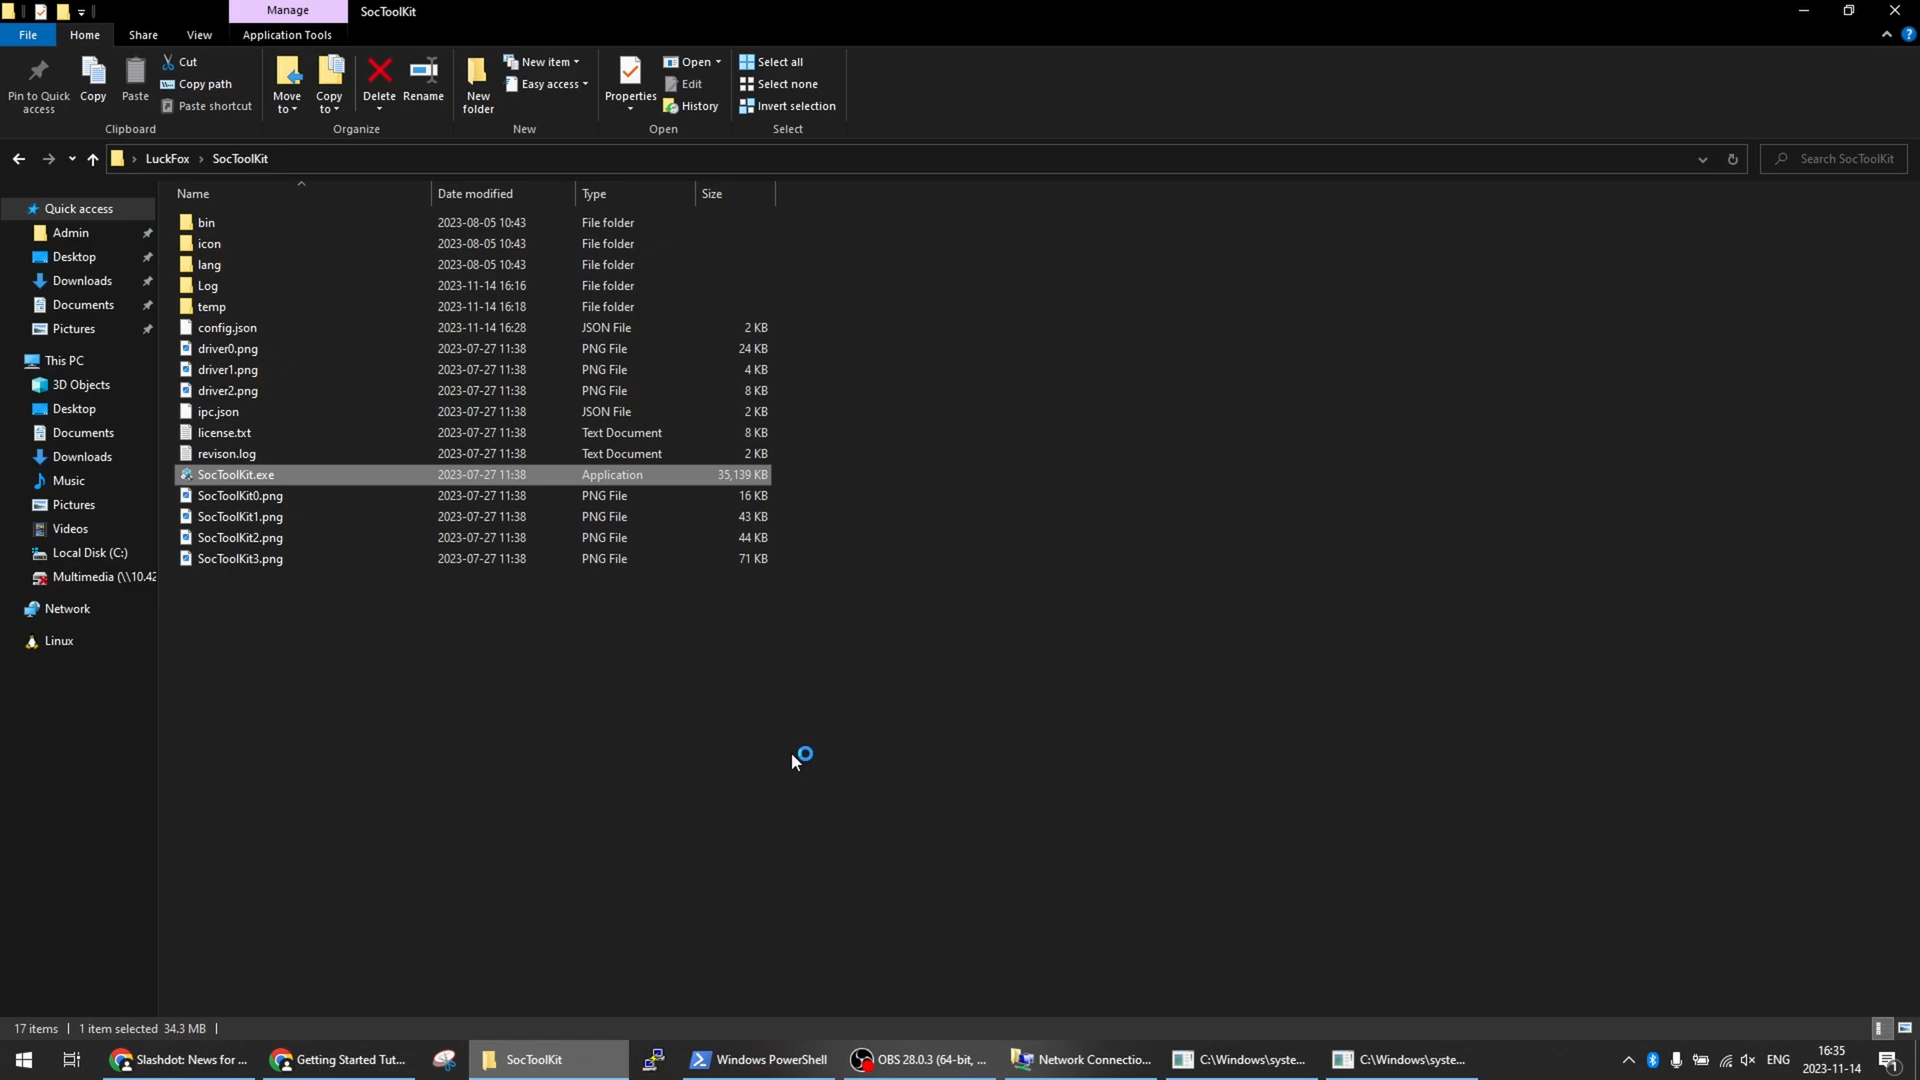 Manage
SocToolKit
File
Home
Share
View
Application Tools
Pin to Quick access
Copy
Paste
Cut
Copy path
Paste shortcut
Clipboard
Move to
Copy to
Delete
Rename
Organize
New folder
New item
Easy access
New
Properties
Open
Edit
History
Open
Select all
Select none
Invert selection
Select
LuckFox > SocToolKit
Search SocToolKit
Name Date modified Type Size
Quick access
Admin
Desktop
Downloads
Documents
Pictures
This PC
3D Objects
Desktop
Documents
Downloads
Music
Pictures
Videos
Local Disk (C:)
Multimedia (\\10.42
Network
Linux
bin 2023-08-05 10:43 File folder
icon 2023-08-05 10:43 File folder
lang 2023-08-05 10:43 File folder
Log 2023-11-14 16:16 File folder
temp 2023-11-14 16:18 File folder
config.json 2023-11-14 16:28 JSON File 2 KB
driver0.png 2023-07-27 11:38 PNG File 24 KB
driver1.png 2023-07-27 11:38 PNG File 4 KB
driver2.png 2023-07-27 11:38 PNG File 8 KB
ipc.json 2023-07-27 11:38 JSON File 2 KB
license.txt 2023-07-27 11:38 Text Document 8 KB
revison.log 2023-07-27 11:38 Text Document 2 KB
SocToolKit.exe 2023-07-27 11:38 Application 35,139 KB
SocToolKit0.png 2023-07-27 11:38 PNG File 16 KB
SocToolKit1.png 2023-07-27 11:38 PNG File 43 KB
SocToolKit2.png 2023-07-27 11:38 PNG File 44 KB
SocToolKit3.png 2023-07-27 11:38 PNG File 71 KB
17 items 1 item selected 34.3 MB
Slashdot: News for ...
Getting Started Tut...
SocToolKit
Windows PowerShell
OBS 28.0.3 (64-bit, ...
Network Connectio...
C:\Windows\syste...
C:\Windows\syste...
ENG
16:35
2023-11-14
1